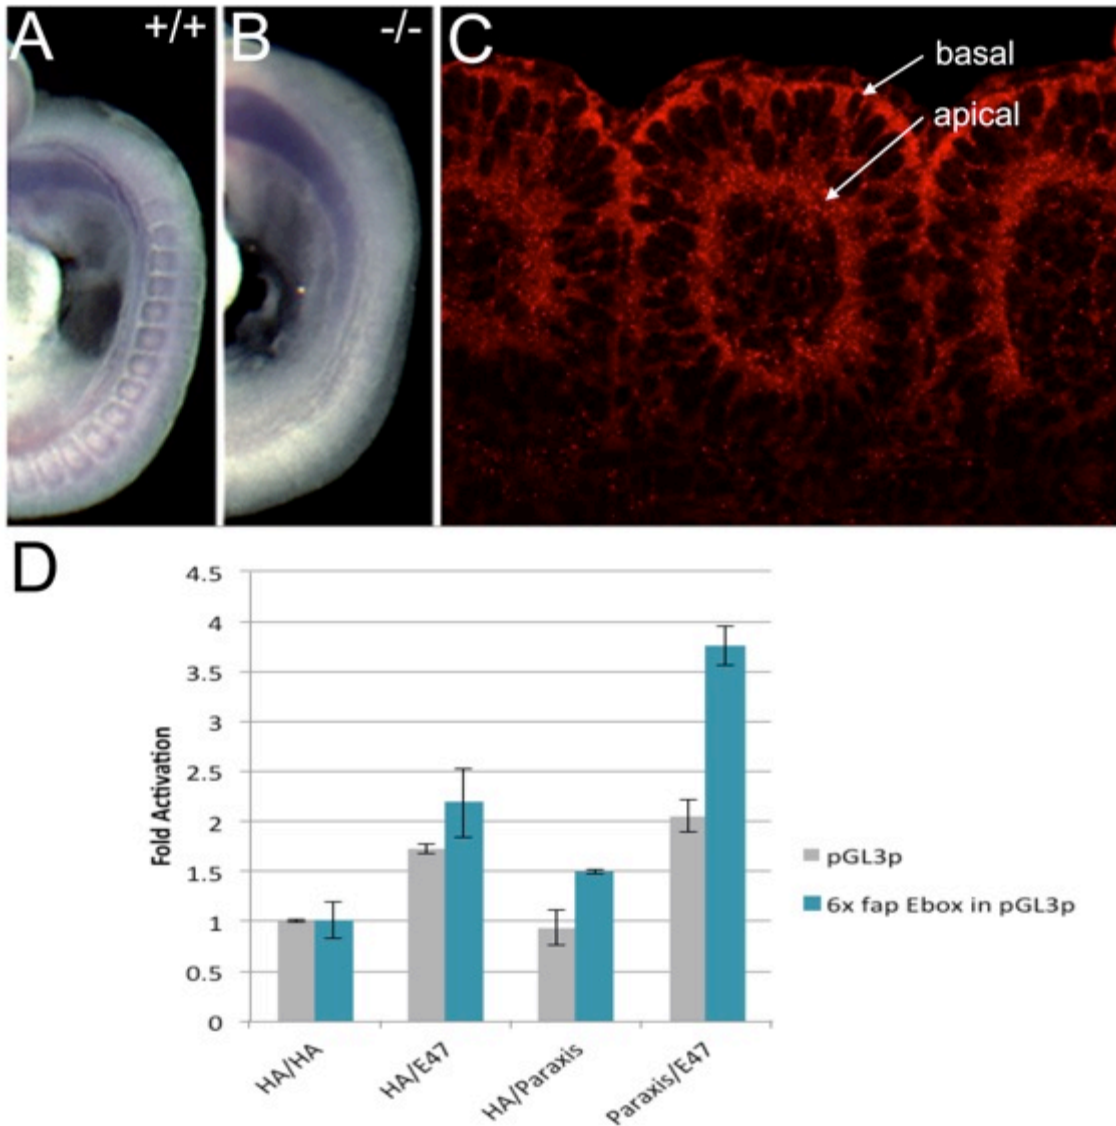 A +/+
B -/-
C
basal
apical
D
Fold Activation
4.5
4
3.5
3
2.5
2
1.5
1
0.5
0
HA/HA
HA/E47
HA/Paraxis
Paraxis/E47
pGL3p
6x fap Ebox in pGL3p